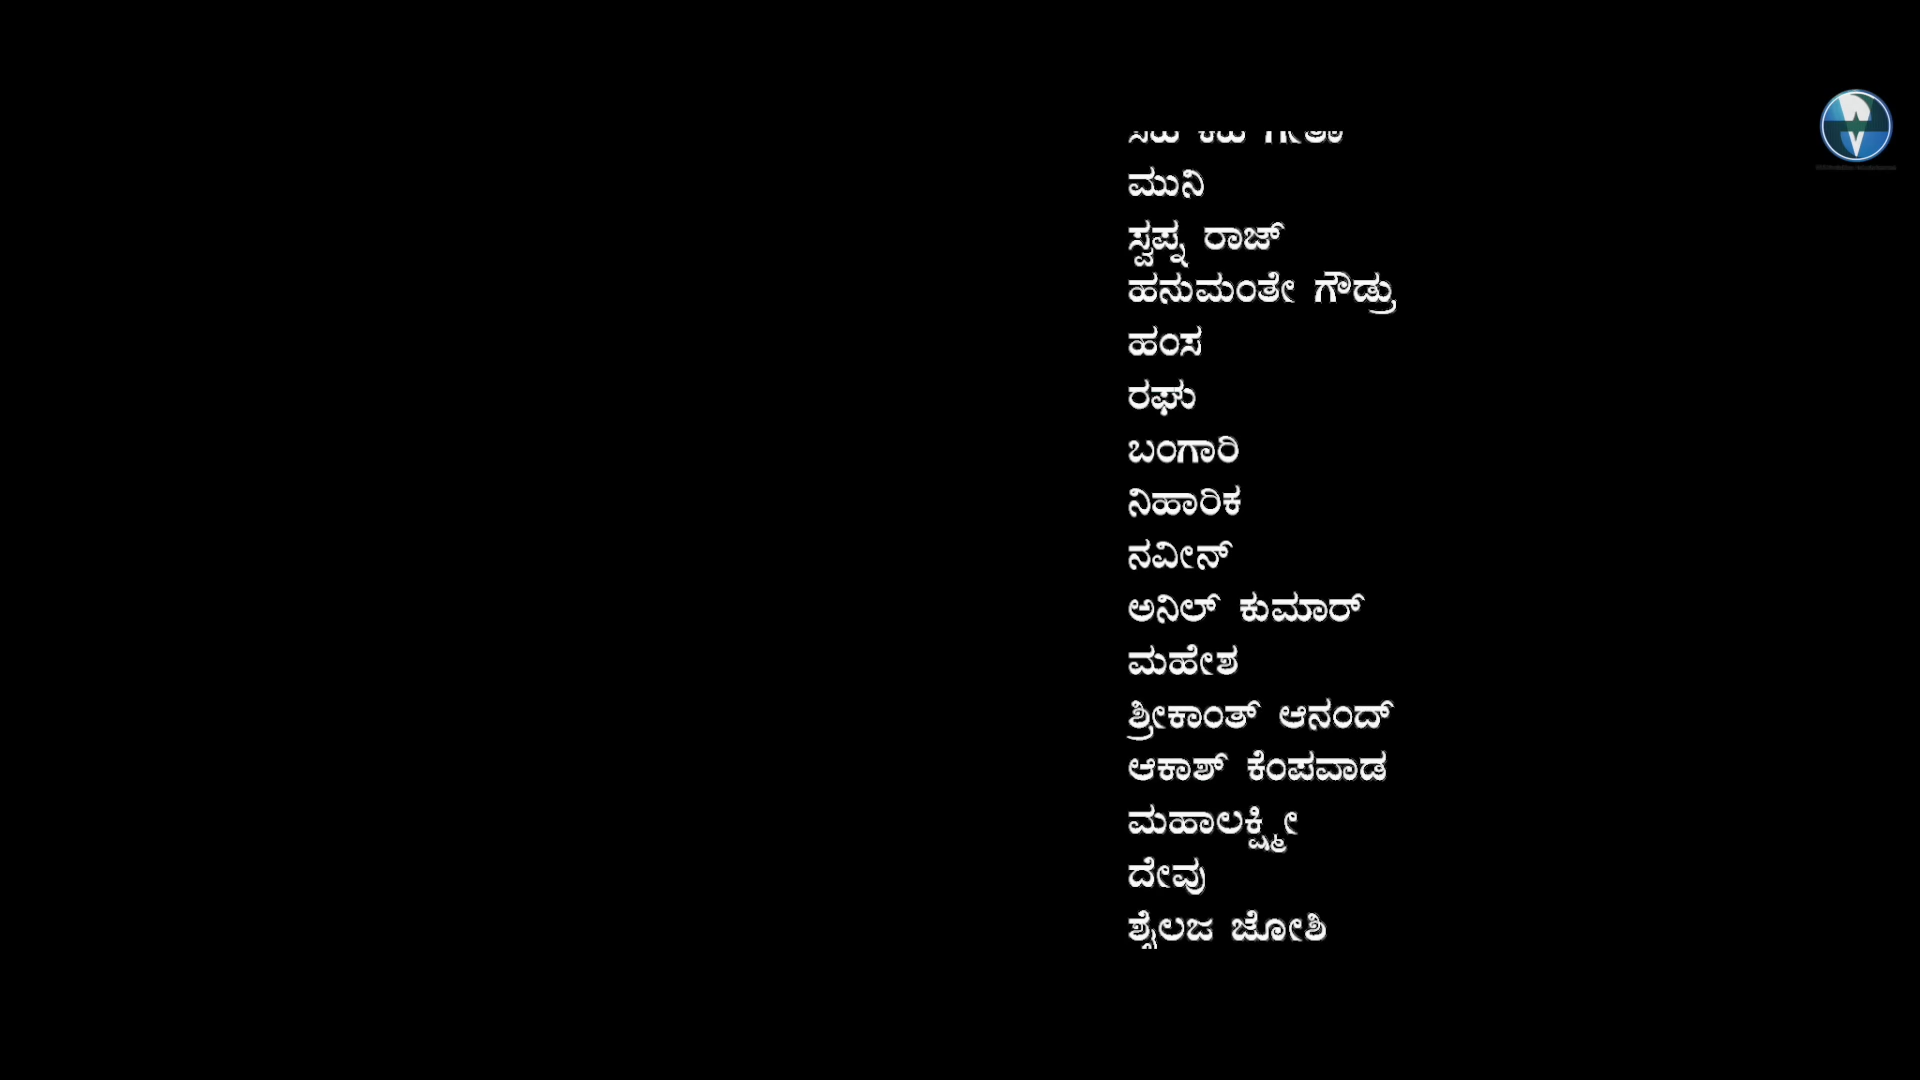 ಮುನಿ
ಸ್ವಪ್ನ ರಾಜ್
ಹನುಮಂತೇ ಗೌಡ್ರು
ಹಂಸ
ರಘು
ಬಂಗಾರಿ
ನಿಹಾರಿಕ
ನವೀನ್
ಅನಿಲ್ ಕುಮಾರ್
ಮಹೇಶ
ಶ್ರೀಕಾಂತ್ ಆನಂದ್
ಆಕಾಶ್ ಕೆಂಪವಾಡ
ಮಹಾಲಕ್ಷ್ಮೀ
ದೇವು
ಶೈಲಜ ಜೋಶಿ